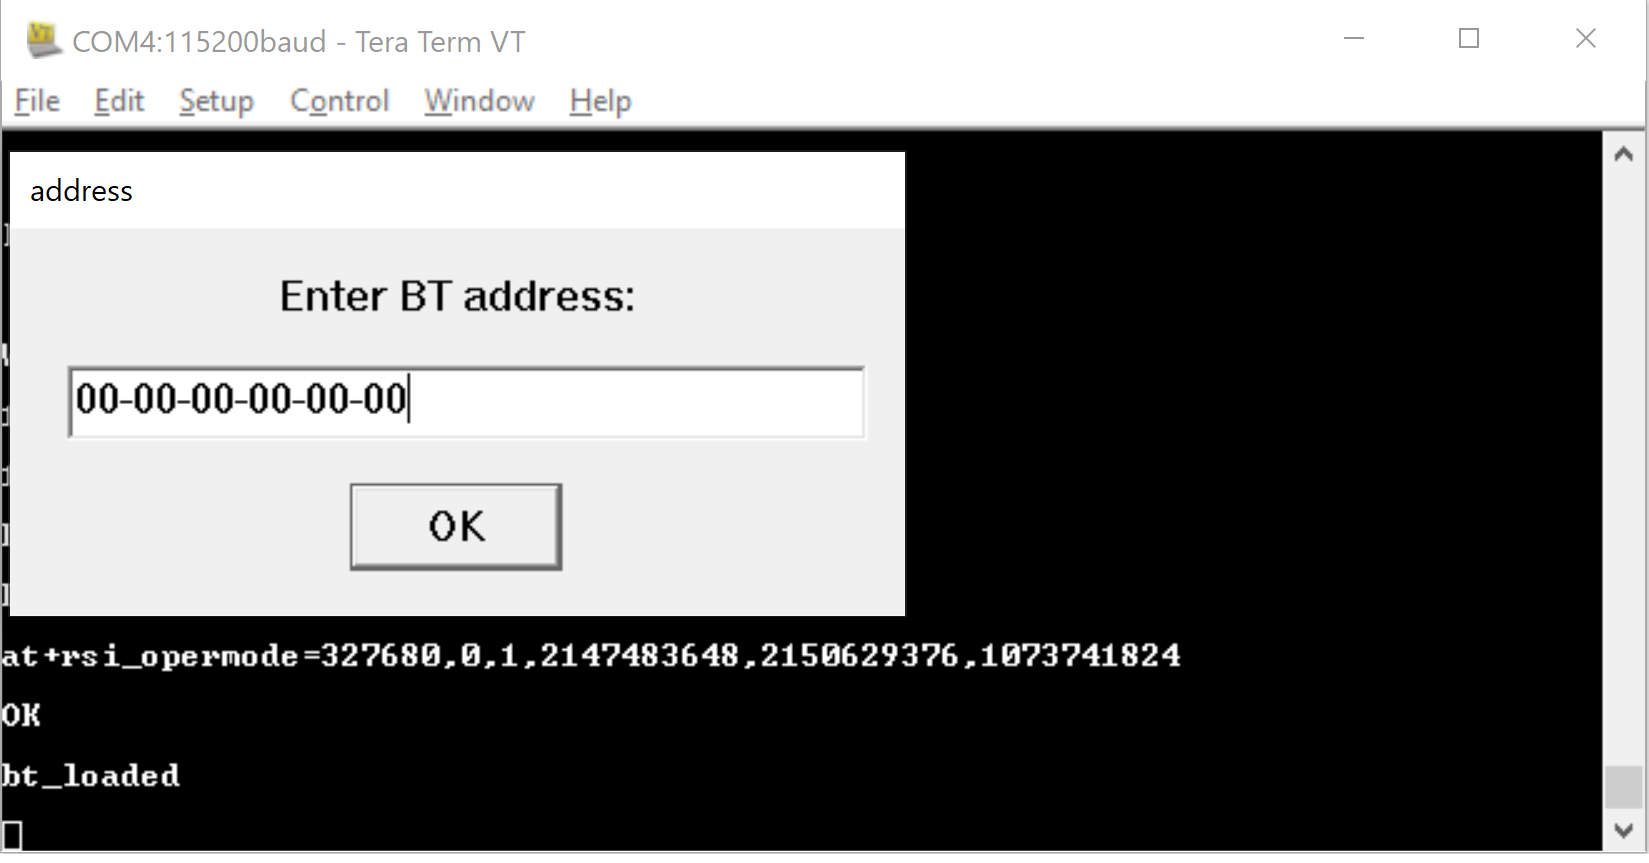 COM4:115200baud - Tera Term VT
File Edit Setup Control Window Help
address
Enter BT address:
00-00-00-00-00-00
OK
at+rsi_opermode=327680,0,1,2147483648,2150629376,1073741824
OK
bt_loaded